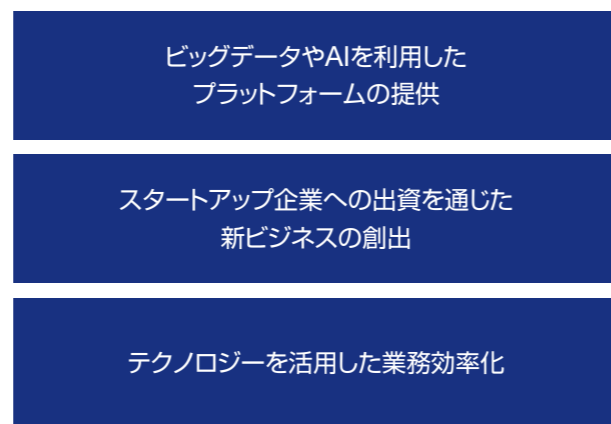 ビッグデータやAIを利用した
プラットフォームの提供
スタートアップ企業への出資を通じた
新ビジネスの創出
テクノロジーを活用した業務効率化